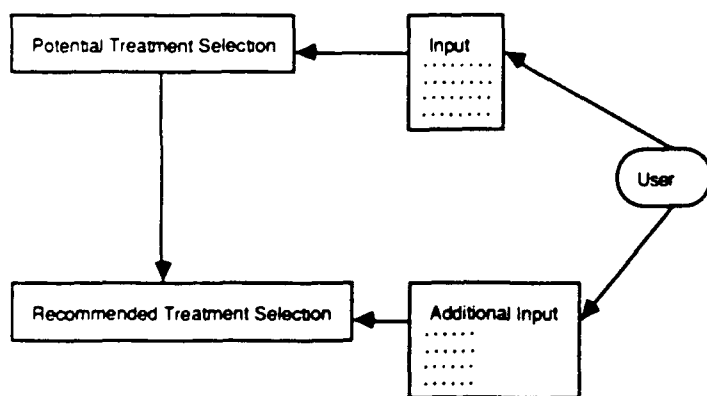 Potential Treatment Selection
Input
User
Recommended Treatment Selection
Additional Input